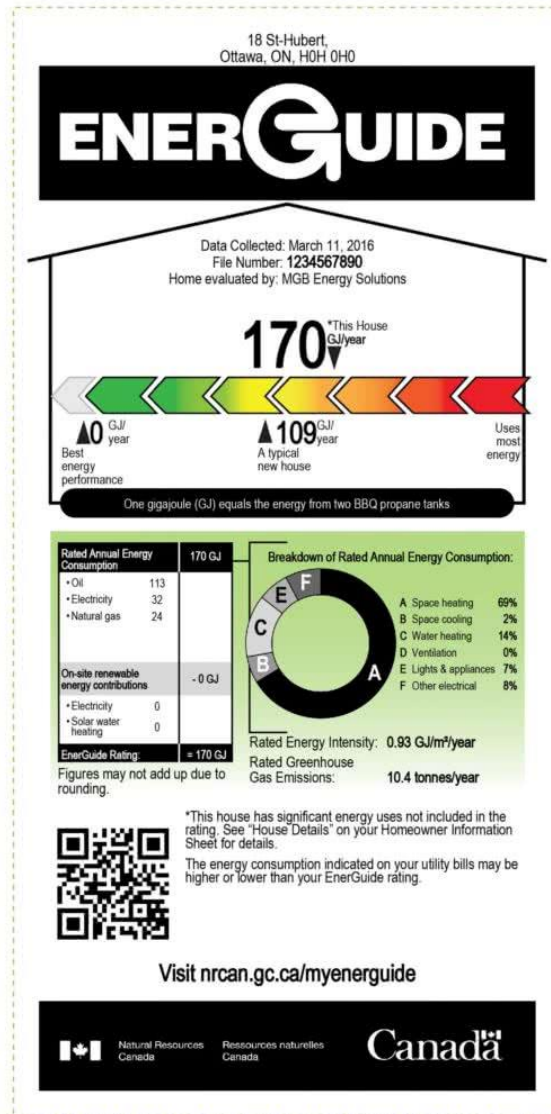 18 St-Hubert,
Ottawa, ON, H0H 0H0
ENERGUIDE
Data Collected: March 11, 2016
File Number: 1234567890
Home evaluated by: MGB Energy Solutions
170
*This House
GJ/year
0 GJ/
year
Best
energy
performance
109 GJ/
year
A typical
new house
Uses
most
energy
One gigajoule (GJ) equals the energy from two BBQ propane tanks
Rated Annual Energy
Consumption
170 GJ
• Oil 113
• Electricity 32
• Natural gas 24
On-site renewable
energy contributions
- 0 GJ
• Electricity 0
• Solar water
heating
0
EnerGuide Rating: = 170 GJ
Figures may not add up due to
rounding.
Breakdown of Rated Annual Energy Consumption:
F
E
C
B
A
A Space heating 69%
B Space cooling 2%
C Water heating 14%
D Ventilation 0%
E Lights & appliances 7%
F Other electrical 8%
Rated Energy Intensity: 0.93 GJ/m²/year
Rated Greenhouse
Gas Emissions: 10.4 tonnes/year
*This house has significant energy uses not included in the
rating. See "House Details" on your Homeowner Information
Sheet for details.
The energy consumption indicated on your utility bills may be
higher or lower than your EnerGuide rating.
Visit nrcan.gc.ca/myenerguide
Natural Resources
Canada
Ressources naturelles
Canada
Canada